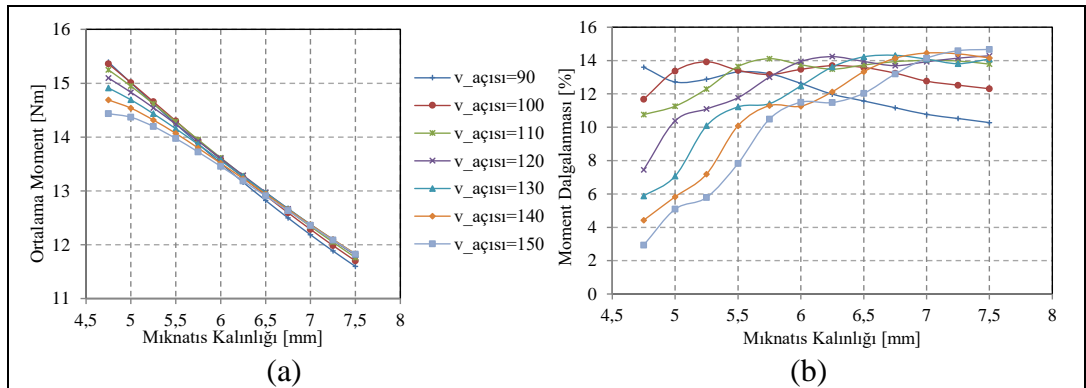 16
15
14
13
12
11
4,5 5 5,5 6 6,5 7 7,5 8
Ortalama Moment [Nm]
Mıknatıs Kalınlığı [mm]
(a)
v_açısı=90
v_açısı=100
v_açısı=110
v_açısı=120
v_açısı=130
v_açısı=140
v_açısı=150
16
14
12
10
8
6
4
2
0
4,5 5 5,5 6 6,5 7 7,5 8
Moment Dalgalanması [%]
Mıknatıs Kalınlığı [mm]
(b)